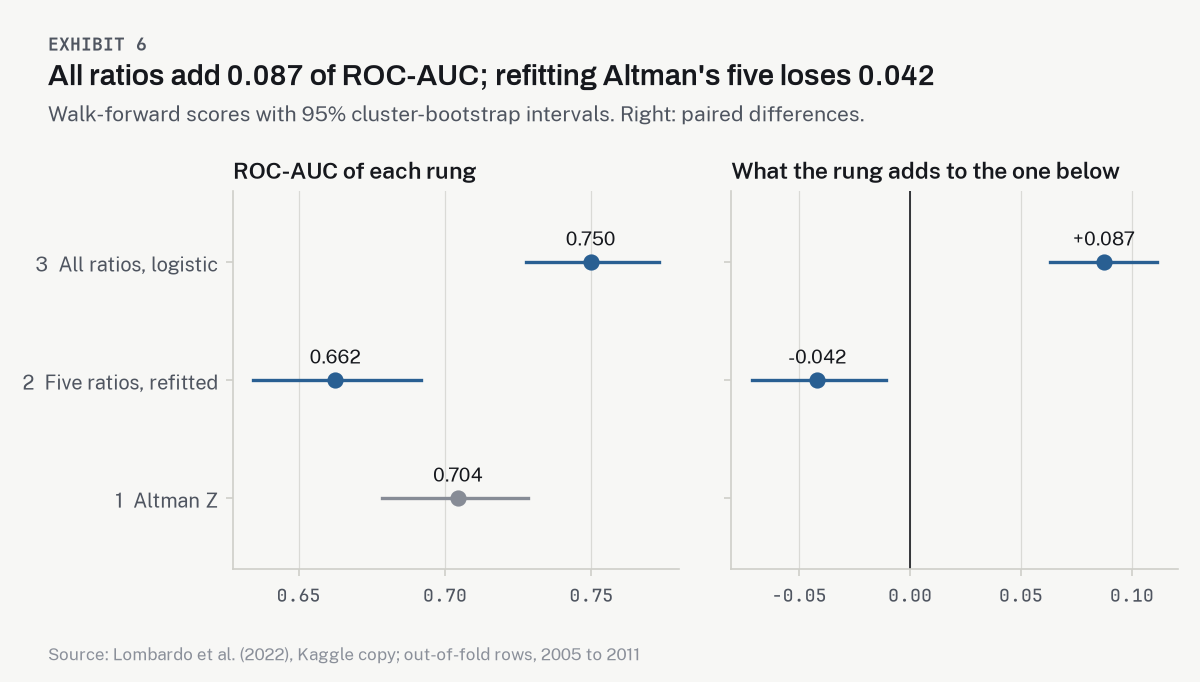 EXHIBIT 6
All ratios add 0.087 of ROC-AUC; refitting Altman's five loses 0.042
Walk-forward scores with 95% cluster-bootstrap intervals. Right: paired differences.
ROC-AUC of each rung
What the rung adds to the one below
3 All ratios, logistic
0.750
+0.087
2 Five ratios, refitted
0.662
-0.042
1 Altman Z
0.704
0.65 0.70 0.75
-0.05 0.00 0.05 0.10
Source: Lombardo et al. (2022), Kaggle copy; out-of-fold rows, 2005 to 2011